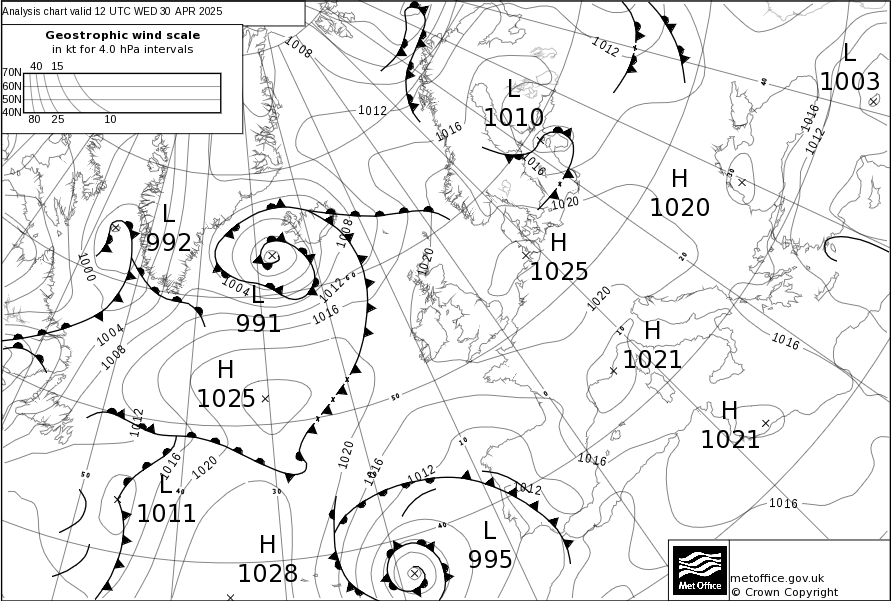 Analysis chart valid 12 UTC WED 30 APR 2025
Geostrophic wind scale
in kt for 4.0 hPa intervals
40 15
70N
60N
50N
40N
80 25 10
1008
1012
1012
1016
L
1003
40
L
1010
1016
1012
1016
30
1020
H
1020
L
992
1008
H
1025
1020
20
1000
1004
L
991
60
1012
1016
1020
1004
1008
10
H
1021
1016
H
1025
50
0
H
1021
1012
10
1016
1020
1020
1016
1012
1012
1016
50
L
1011
40
30
1016
40
L
995
H
1028
Met Office
metoffice.gov.uk
© Crown Copyright